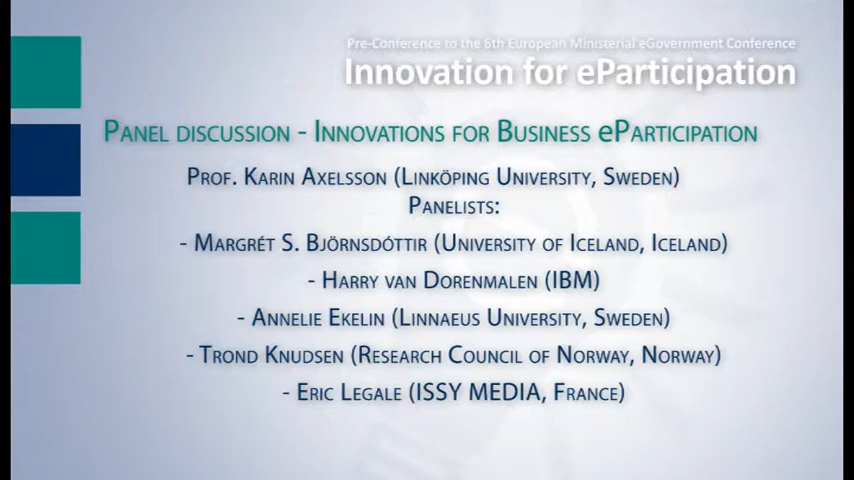 Pre-Conference to the 6th European Ministerial eGovernment Conference
Innovation for eParticipation
Panel discussion - Innovations for Business eParticipation
Prof. Karin Axelsson (Linköping University, Sweden)
Panelists:
- Margrét S. Björnsdóttir (University of Iceland, Iceland)
- Harry van Dorenmalen (IBM)
- Annelie Ekelin (Linnaeus University, Sweden)
- Trond Knudsen (Research Council of Norway, Norway)
- Eric Legale (ISSY MEDIA, France)